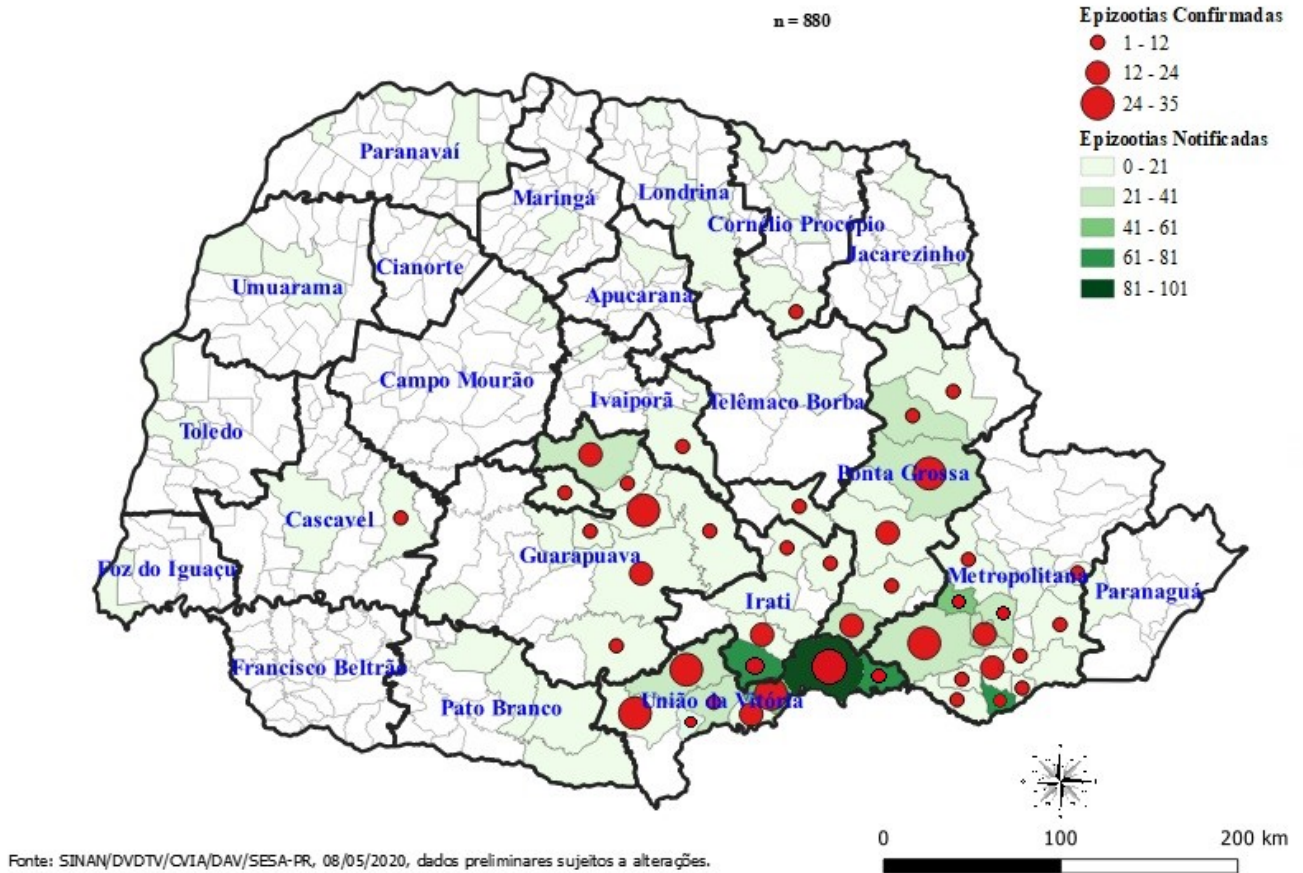 n = 880
Epizootias Confirmadas
1 - 12
12 - 24
24 - 35
Epizootias Notificadas
0 - 21
21 - 41
41 - 61
61 - 81
81 - 101
Paranavaí
Maringá
Londrina
Cornélio Procópio
Jacarezinho
Cianorte
Umuarama
Apucarana
Campo Mourão
Ivaiporã
Telêmaco Borba
Toledo
Ponta Grossa
Cascavel
Guarapuava
Foz do Iguaçu
Metropolitana
Paranaguá
Irati
Francisco Beltrão
União da Vitória
Pato Branco
0 100 200 km
Fonte: SINAN/DVDTV/CVIA/DAV/SESA-PR, 08/05/2020, dados preliminares sujeitos a alterações.